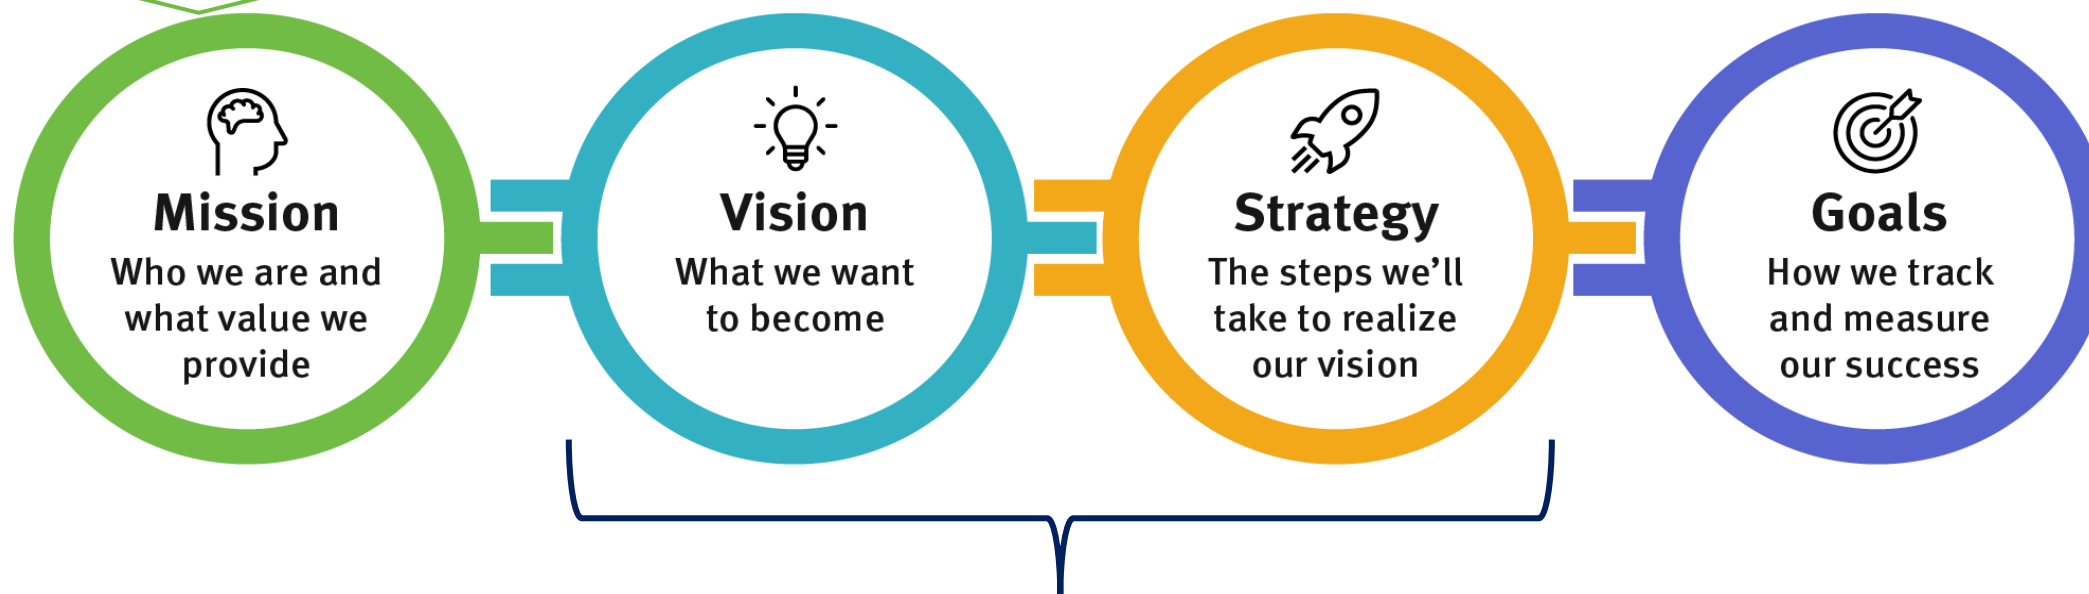 Mission
Who we are and
what value we
provide
Vision
What we want
to become
Strategy
The steps we’ll
take to realize
our vision
Goals
How we track
and measure
our success